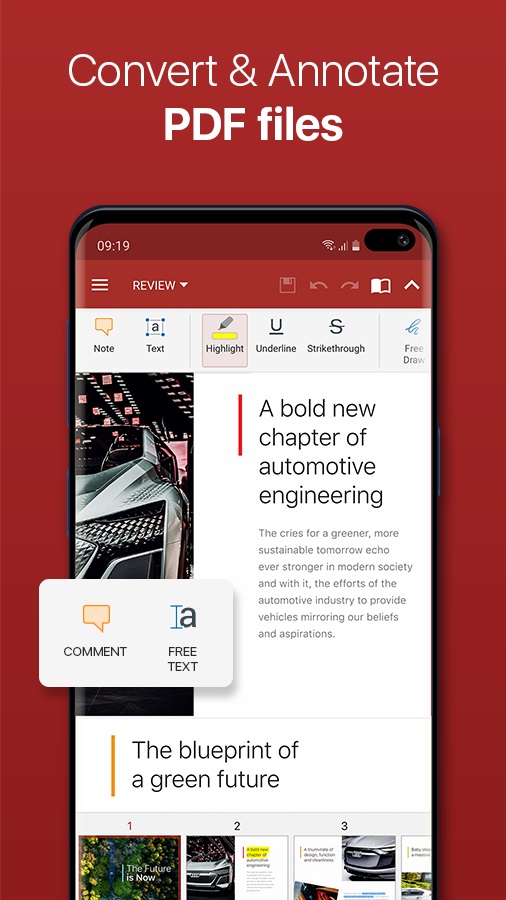 Convert & Annotate
PDF files
09:19
REVIEW
Note
Text
Highlight
Underline
Strikethrough
Free
Draw
A bold new
chapter of
automotive
engineering
The cries for a greener, more
sustainable tomorrow echo
ever stronger in modern society
and with it, the efforts of the
automotive industry to provide
vehicles mirroring our beliefs
and aspirations.
COMMENT
FREE
TEXT
The blueprint of
a green future
1
2
3
The Future
is Now
A bold new
chapter of
automotive
engineering
A triumvirate of
design, function
and cleanliness